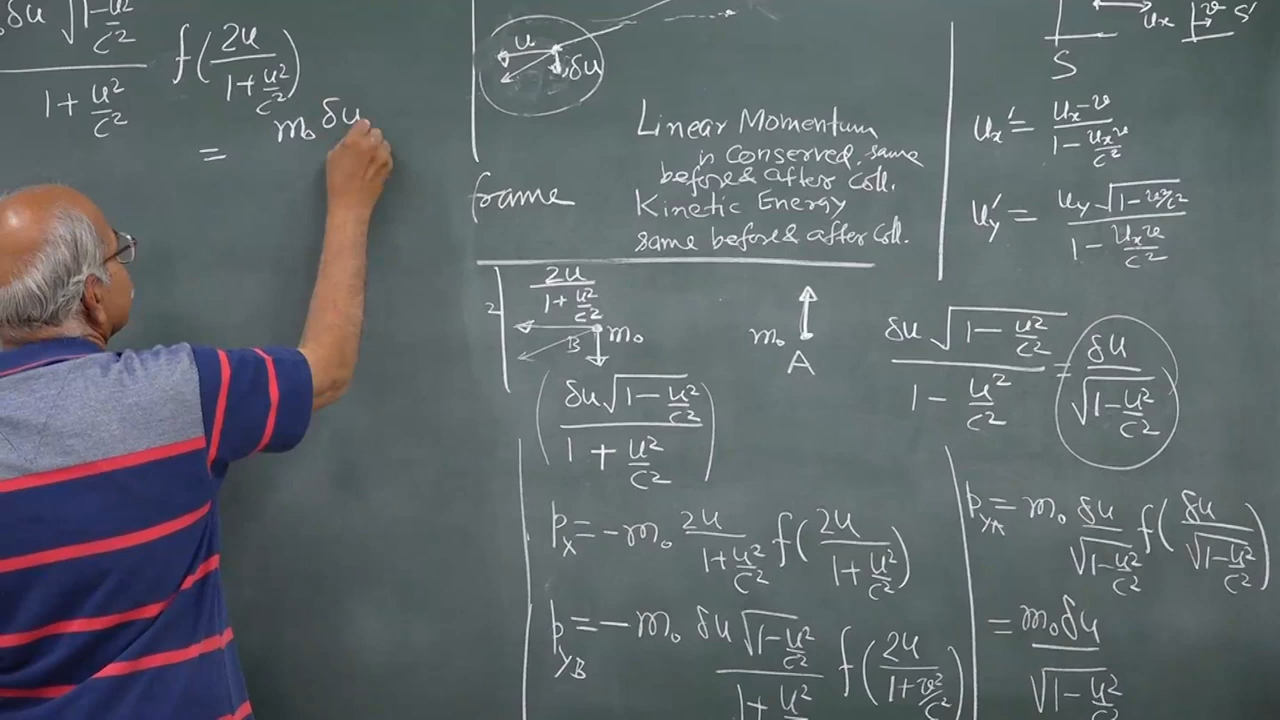 δu √(1-u²/c²) / (1+u²/c²) f(2u/(1+u²/c²))
= m₀ δu
u
δu
frame
Linear Momentum
is Conserved. same
before & after Coll.
Kinetic Energy
same before & after Coll.
u_x v S'
S
u_x' = (u_x-v)/(1-u_x v/c²)
u_y' = u_y √(1-v²/c²) / (1-u_x v/c²)
2
2u/(1+u²/c²)
B m₀
m₀
A
(δu √(1-u²/c²) / (1+u²/c²))
δu √(1-u²/c²) / (1-u²/c²) = δu/√(1-u²/c²)
p_x = -m₀ 2u/(1+u²/c²) f(2u/(1+u²/c²))
p_yB = -m₀ δu √(1-u²/c²) / (1+u²) f(2u/(1+v²/c²))
p_yA = m₀ δu/√(1-u²/c²) f(δu/√(1-u²/c²))
= m₀δu/√(1-u²/c²)